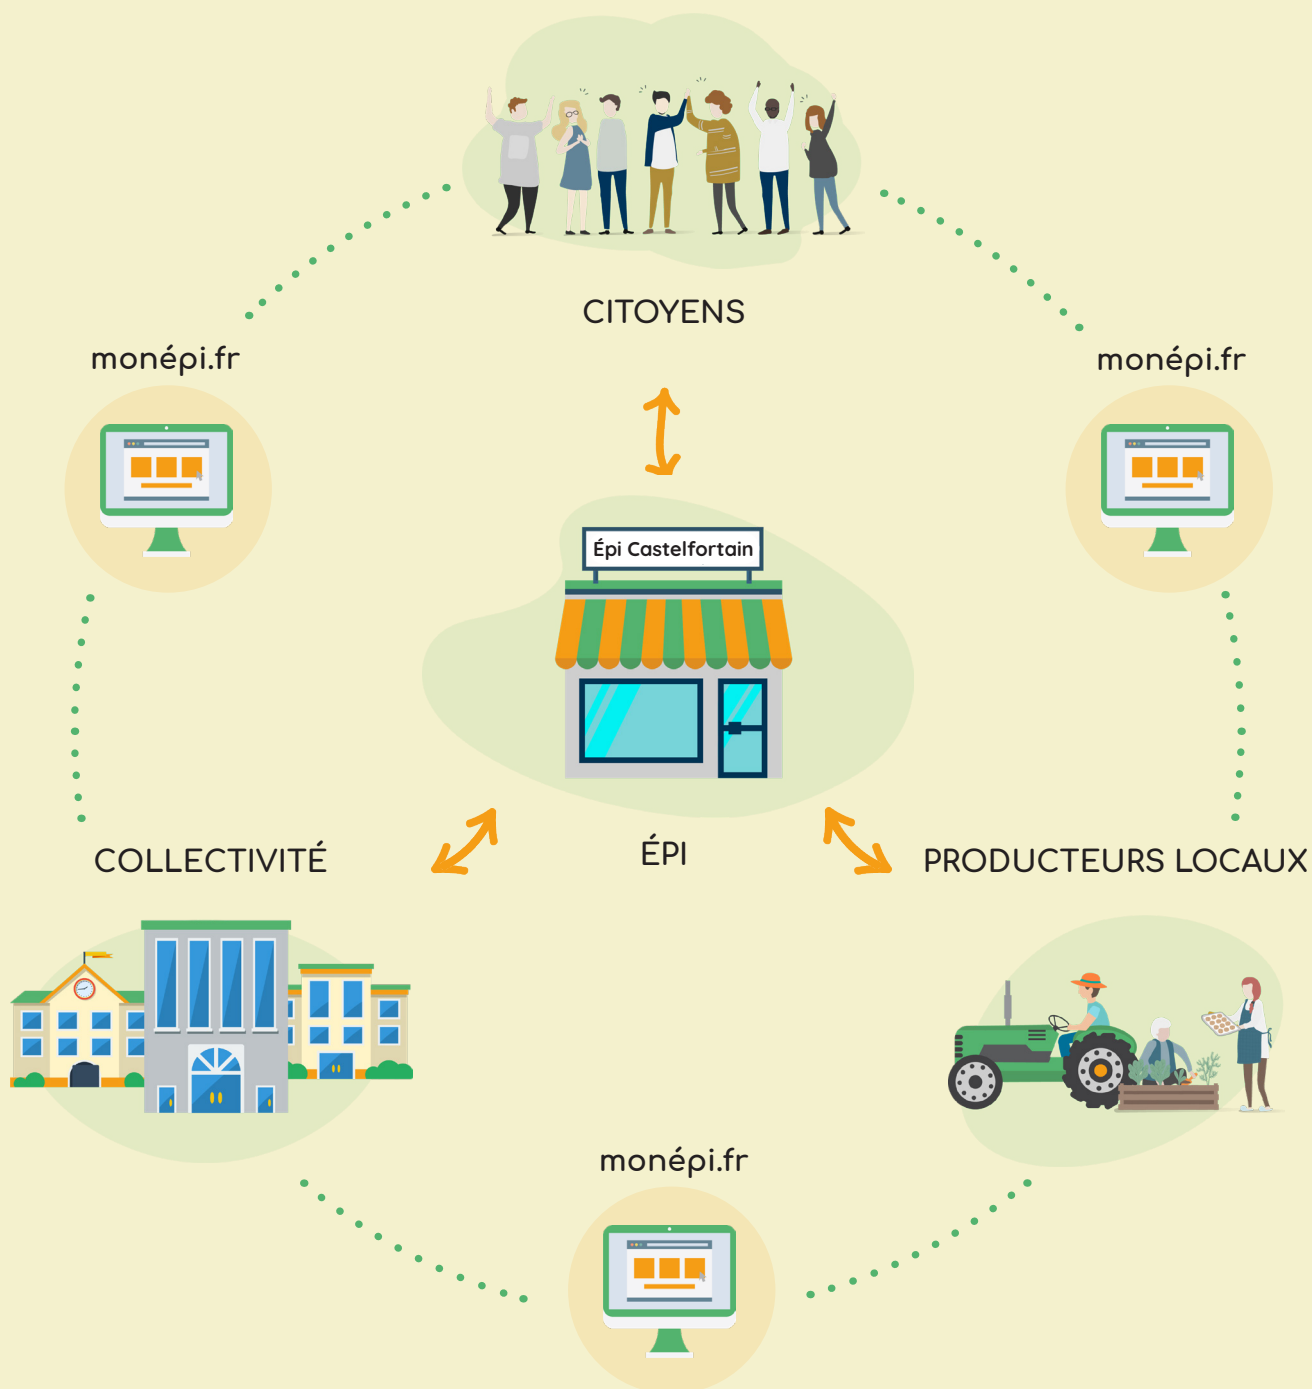 CITOYENS
monépi.fr
monépi.fr
Épi Castelfortain
COLLECTIVITÉ
ÉPI
PRODUCTEURS LOCAUX
monépi.fr